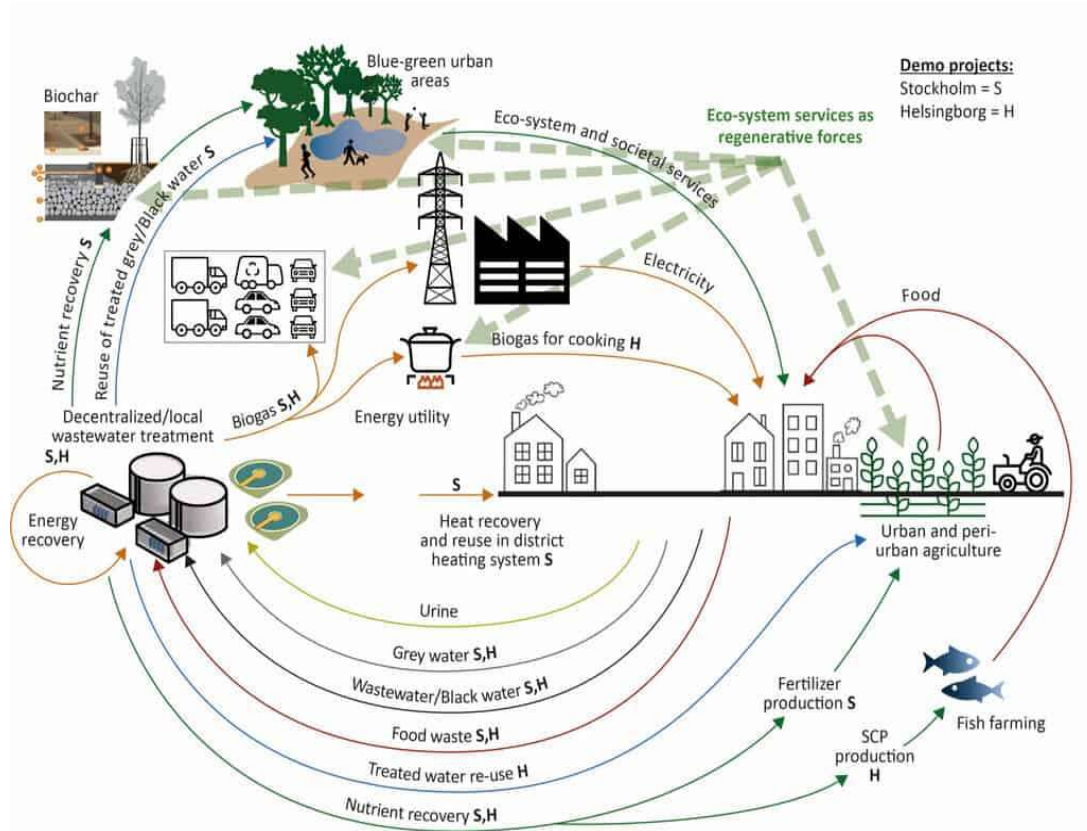 Blue-green urban
areas
Demo projects:
Stockholm = S
Helsingborg = H
Biochar
Eco-system services as
regenerative forces
Eco-system and societal services
Nutrient recovery S
Reuse of treated grey/Black water S
Electricity
Food
Biogas for cooking H
Biogas S,H
Energy utility
Decentralized/local
wastewater treatment
S,H
Energy
recovery
S
Heat recovery
and reuse in district
heating system S
Urban and peri-
urban agriculture
Urine
Grey water S,H
Wastewater/Black water S,H
Food waste S,H
Treated water re-use H
Nutrient recovery S,H
Fertilizer
production S
SCP
production
H
Fish farming